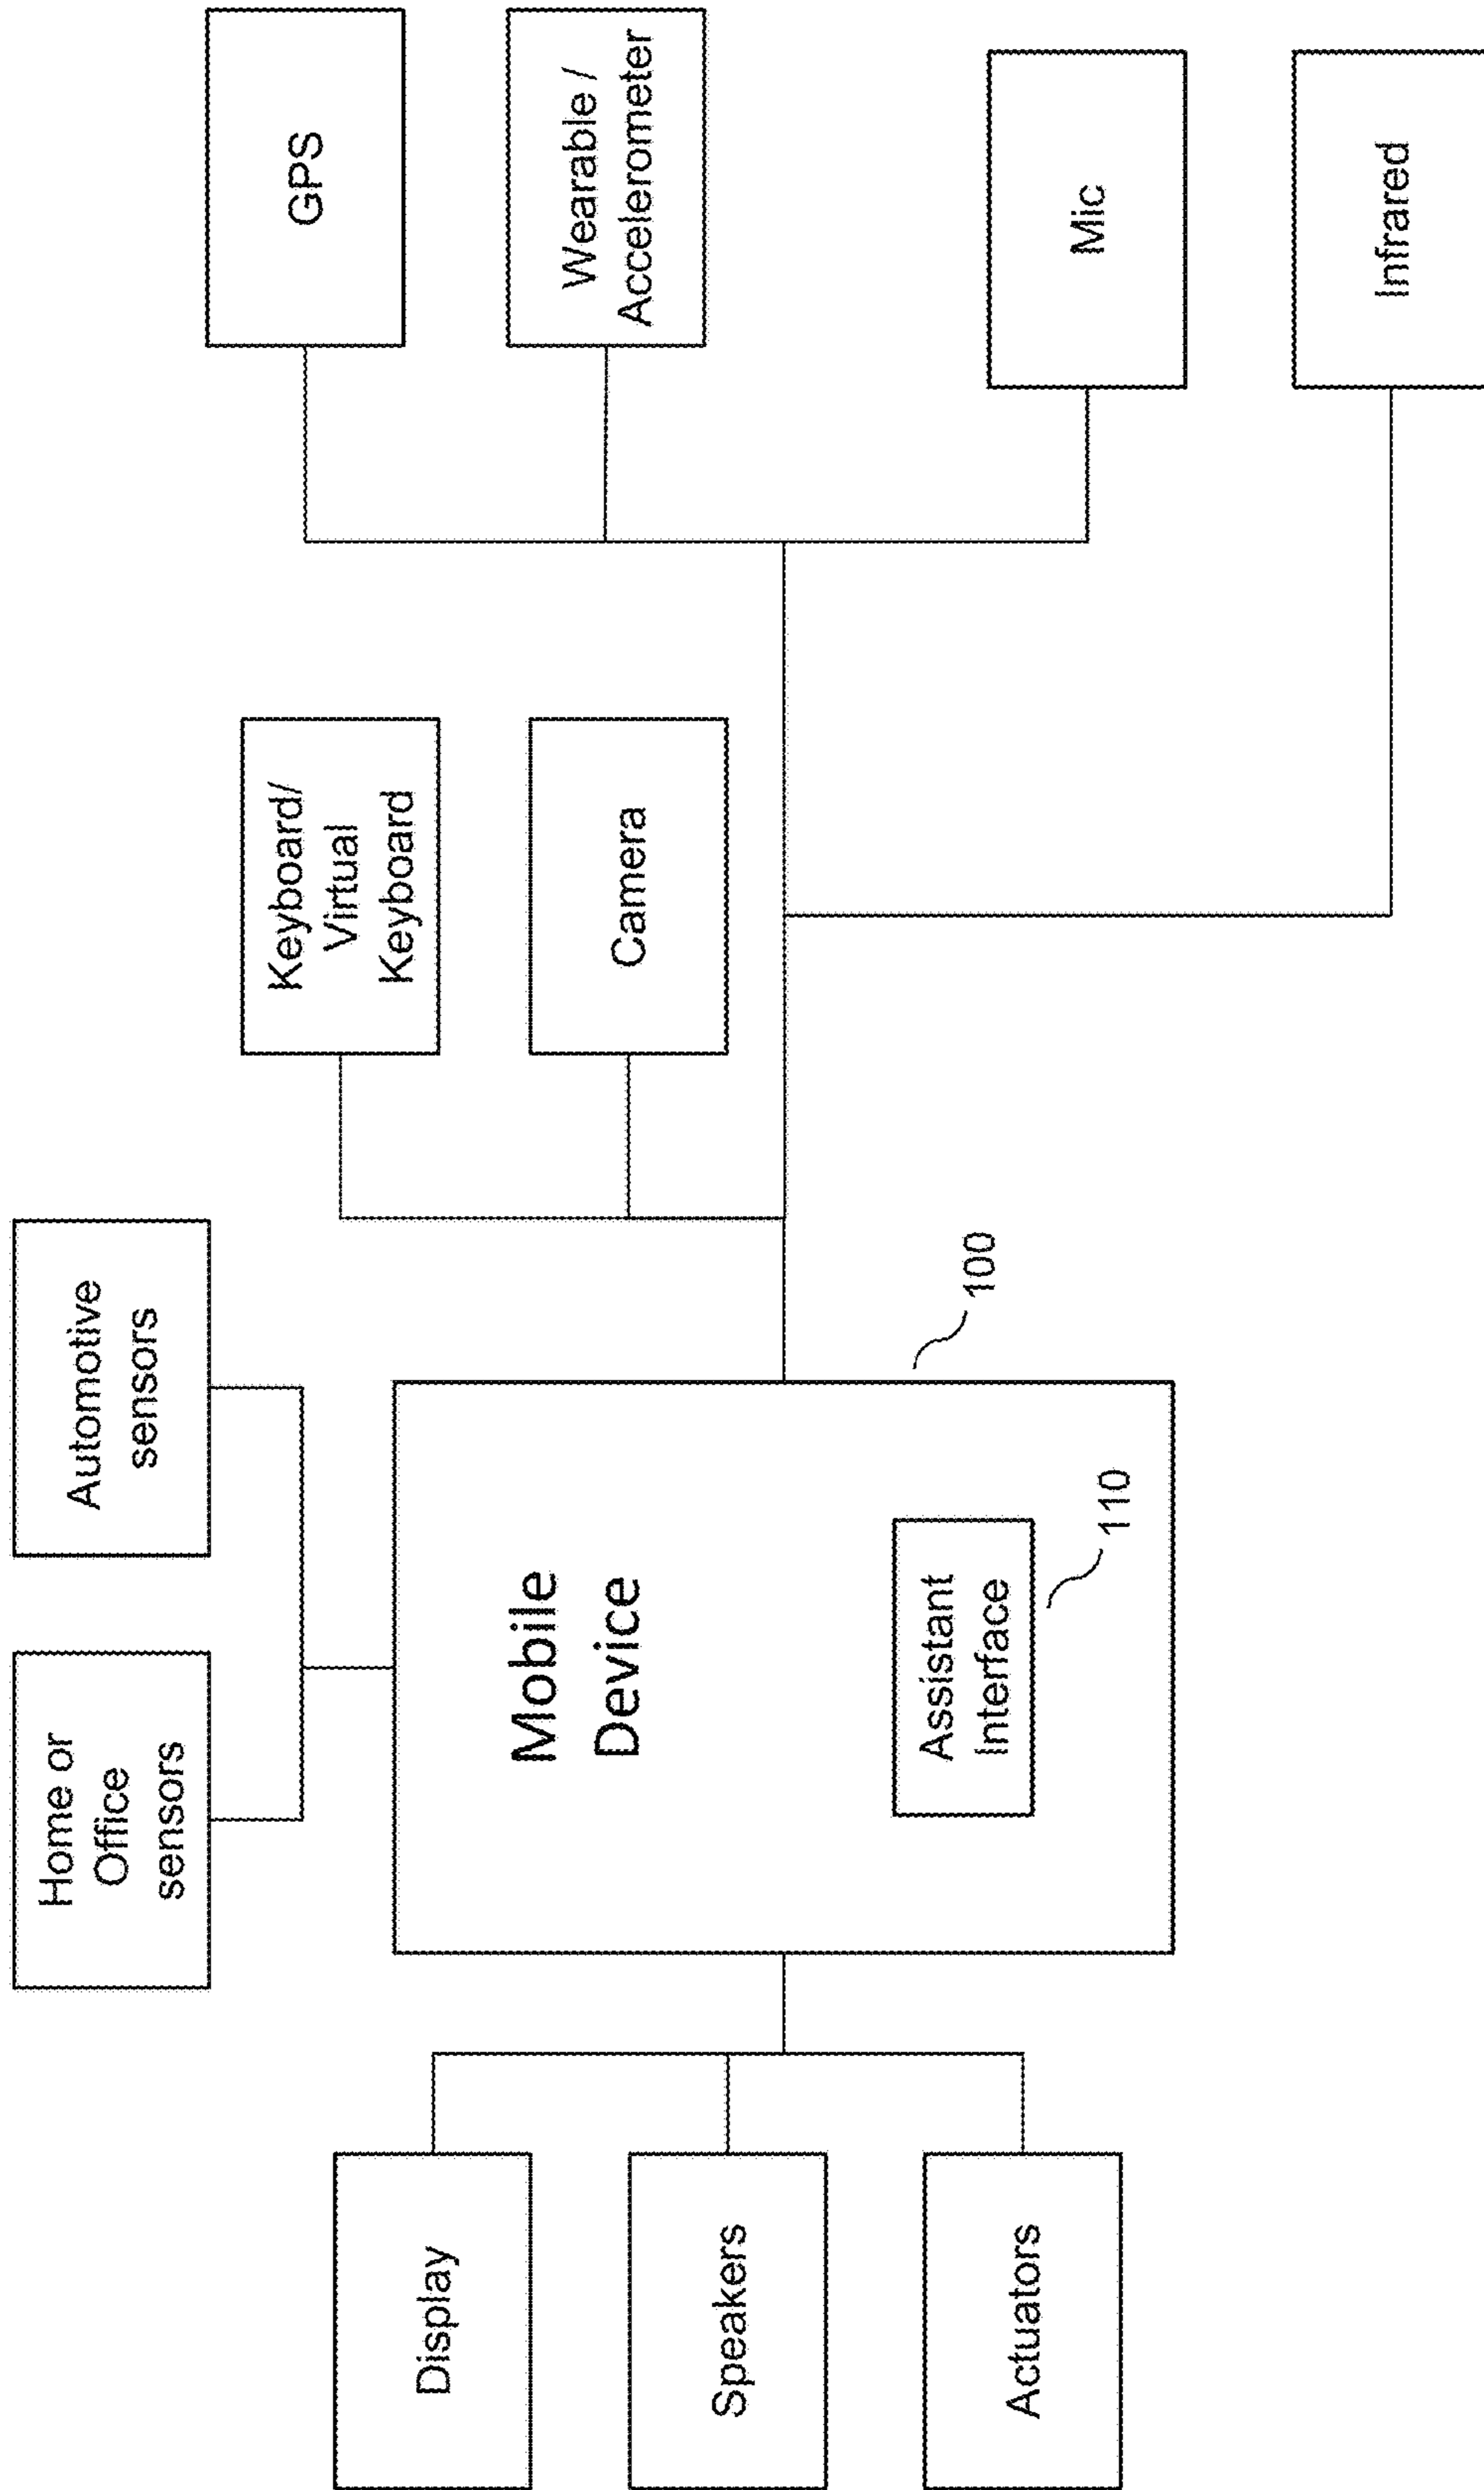 Home or
Office
sensors
Automotive
sensors
Display
Speakers
Actuators
Mobile
Device
Assistant
Interface
110
100
Keyboard/
Virtual
Keyboard
Camera
GPS
Wearable /
Accelerometer
Mic
Infrared